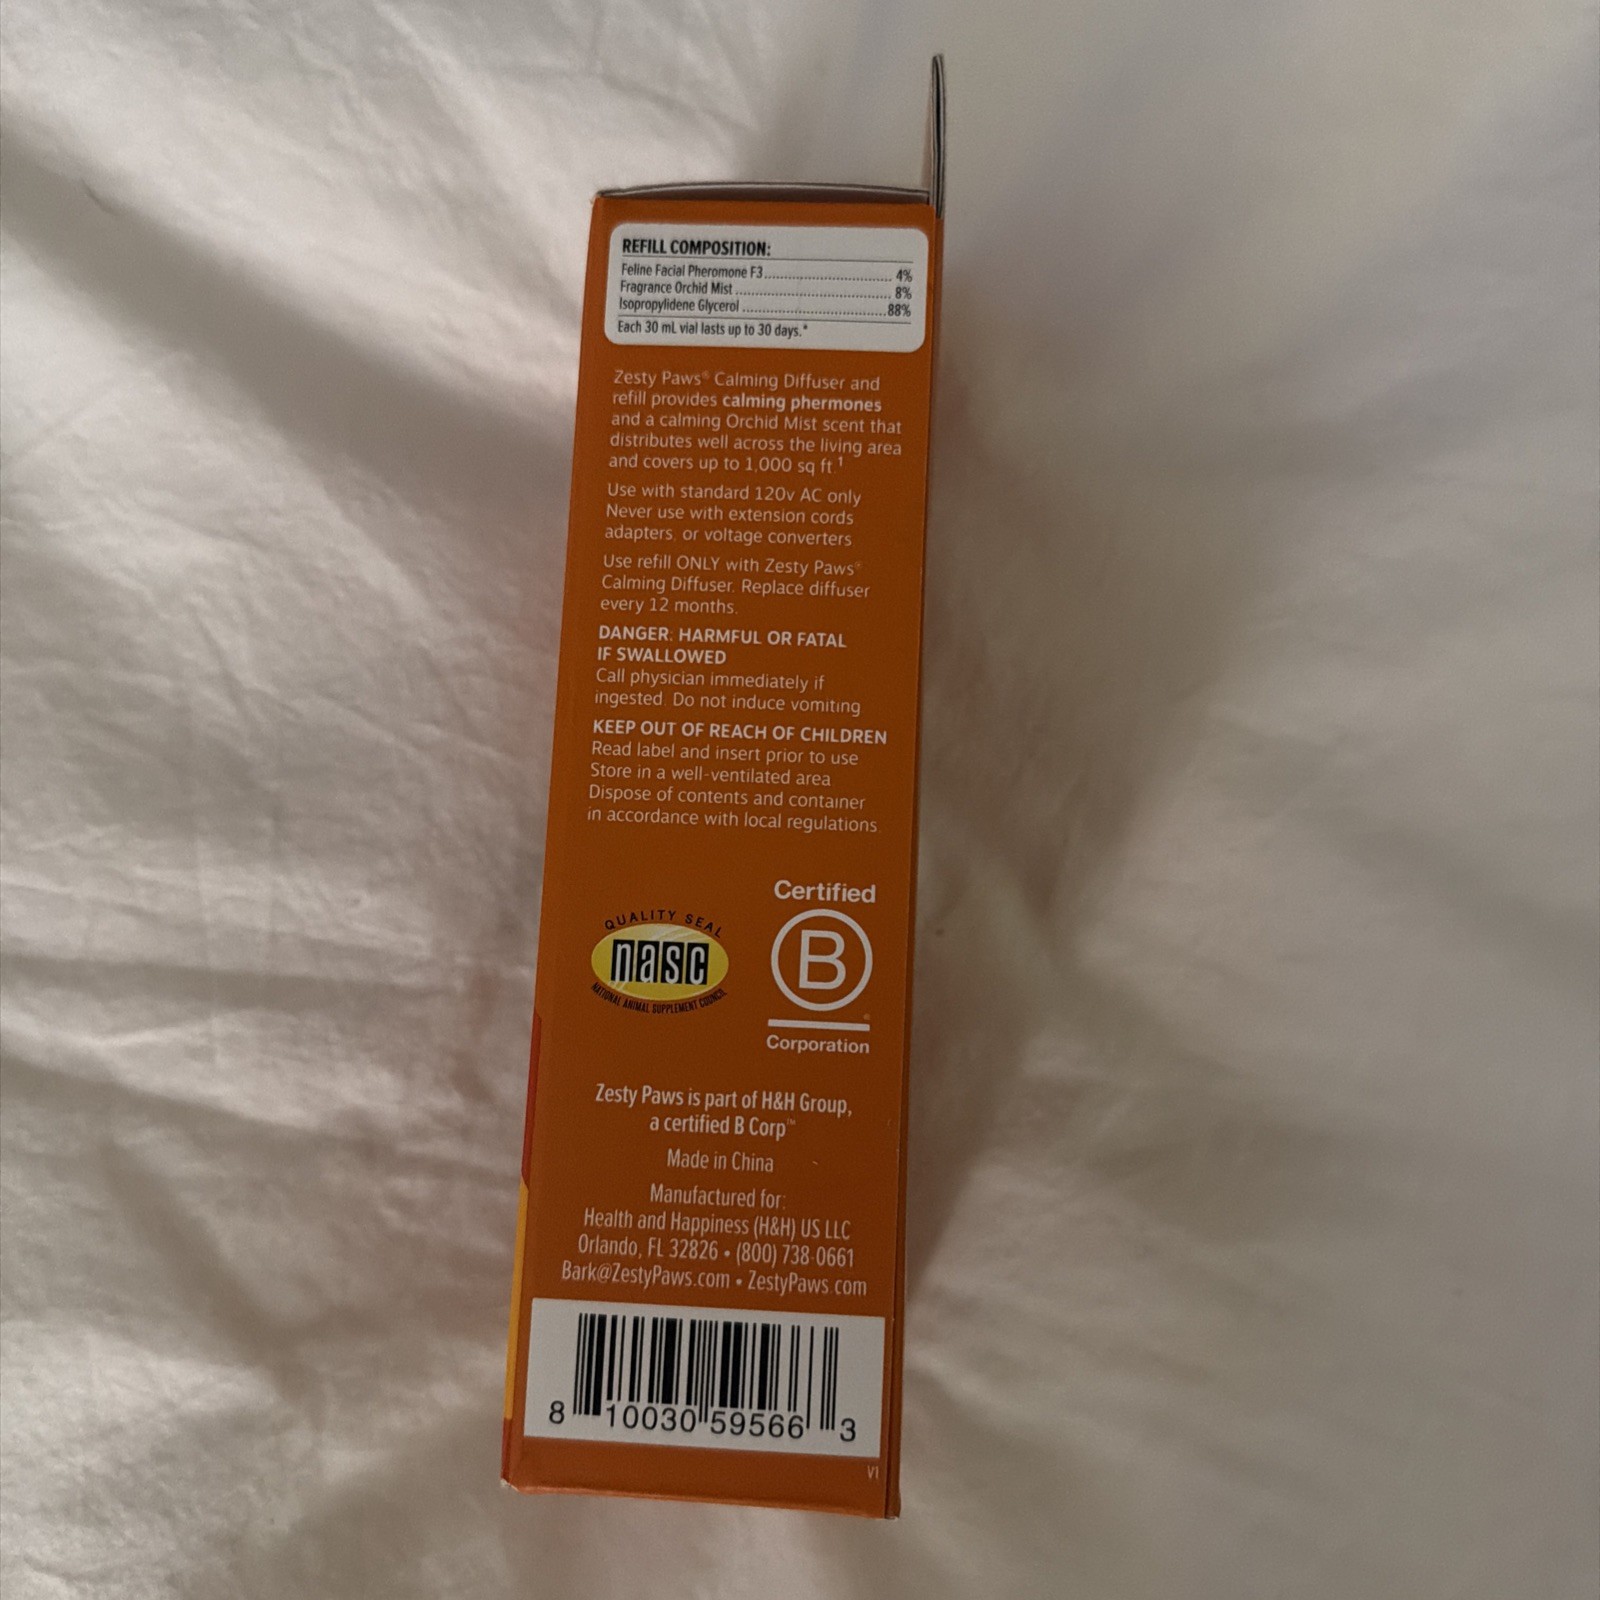 REFILL COMPOSITION:
Feline Facial Pheromone F3........................................ 4%
Fragrance Orchid Mist ................................................ 8%
Isopropylidene Glycerol ............................................ 88%
Each 30 mL vial lasts up to 30 days.*
Zesty Paws® Calming Diffuser and
refill provides calming phermones
and a calming Orchid Mist scent that
distributes well across the living area
and covers up to 1,000 sq ft.¹
Use with standard 120v AC only
Never use with extension cords
adapters, or voltage converters
Use refill ONLY with Zesty Paws®
Calming Diffuser. Replace diffuser
every 12 months.
DANGER: HARMFUL OR FATAL
IF SWALLOWED
Call physician immediately if
ingested. Do not induce vomiting
KEEP OUT OF REACH OF CHILDREN
Read label and insert prior to use
Store in a well-ventilated area
Dispose of contents and container
in accordance with local regulations.
QUALITY SEAL
nasc
NATIONAL ANIMAL SUPPLEMENT COUNCIL
Certified
B
®
Corporation
Zesty Paws is part of H&H Group,
a certified B Corp™
Made in China
Manufactured for:
Health and Happiness (H&H) US LLC
Orlando, FL 32826 • (800) 738-0661
Bark@ZestyPaws.com • ZestyPaws.com
8 10030 59566 3
V1